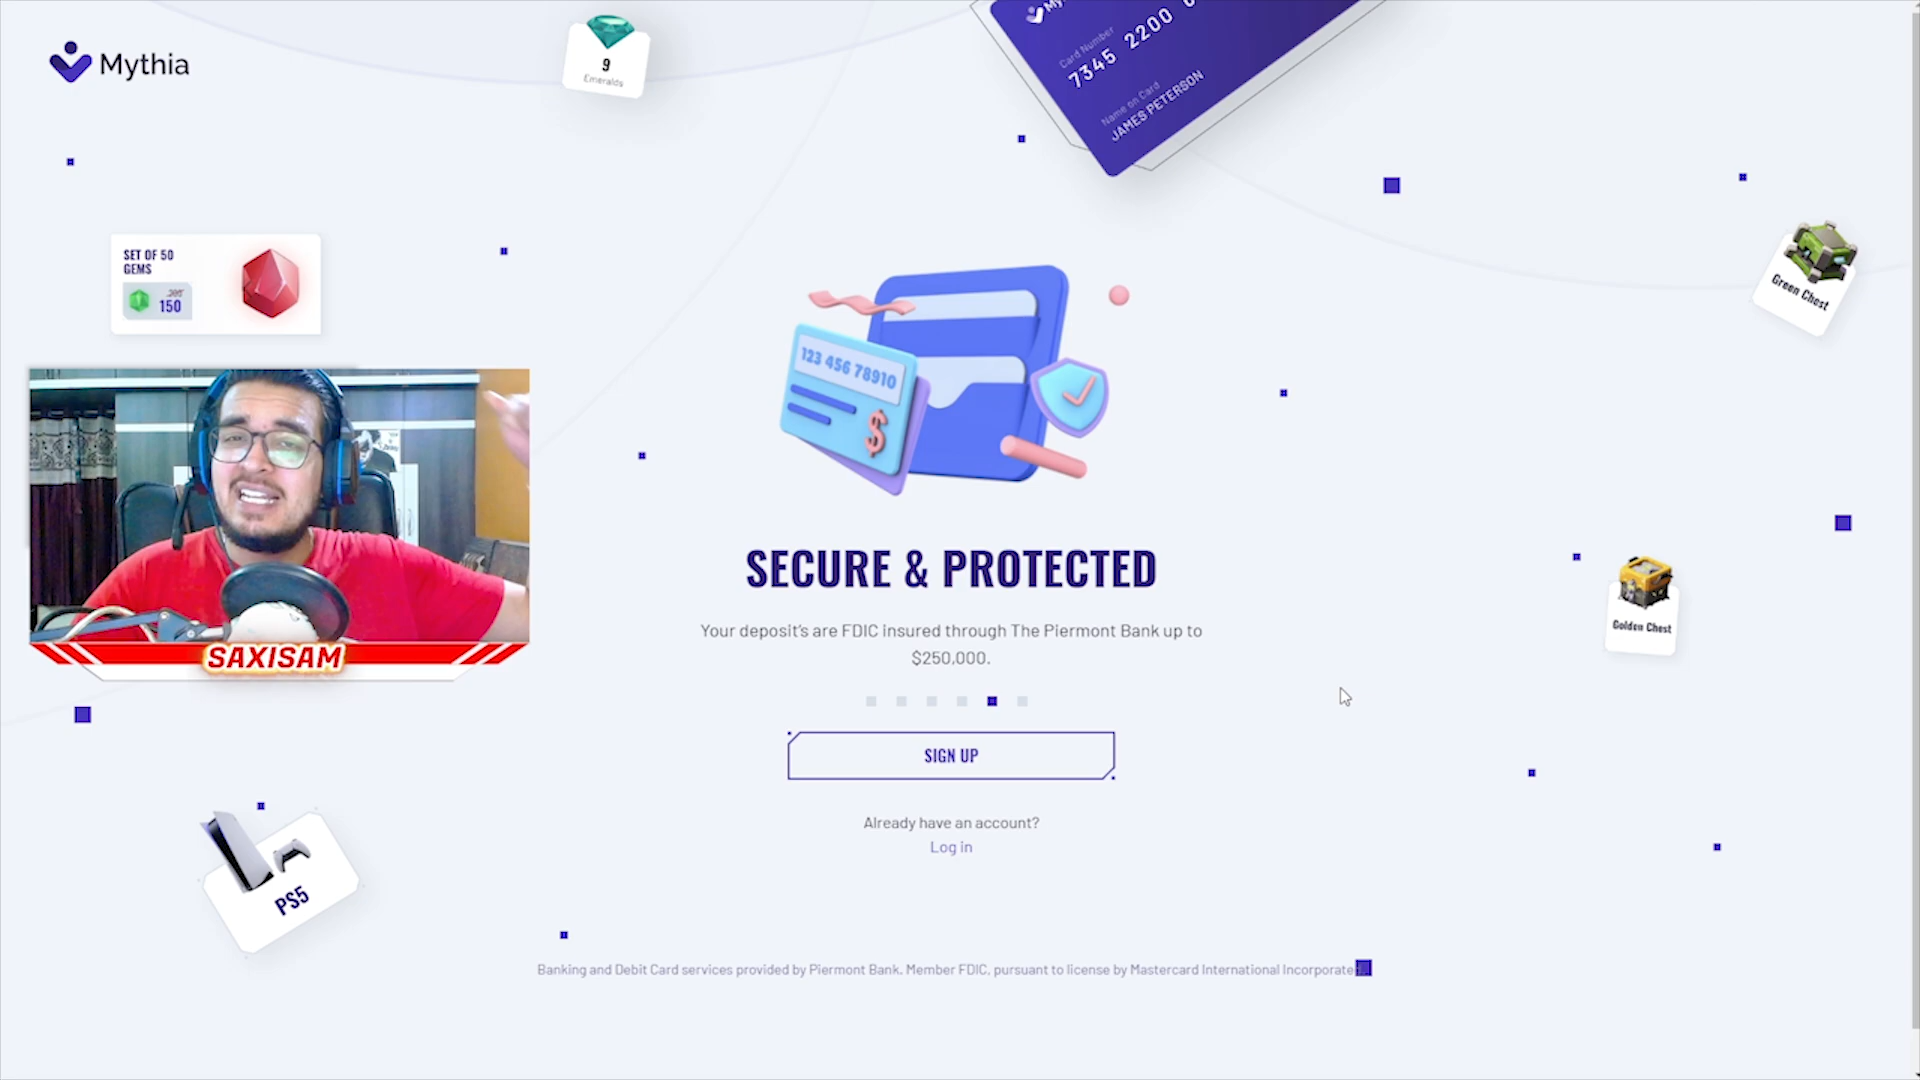 Mythia
9
Emeralds
Card Number
7345 2200
Name on Card
JAMES PETERSON
SET OF 50
GEMS
150
Green Chest
123 456 78910
$
SECURE & PROTECTED
Your deposit's are FDIC insured through The Piermont Bank up to
$250,000.
SAXISAM
Golden Chest
SIGN UP
Already have an account?
Log in
PS5
Banking and Debit Card services provided by Piermont Bank. Member FDIC, pursuant to license by Mastercard International